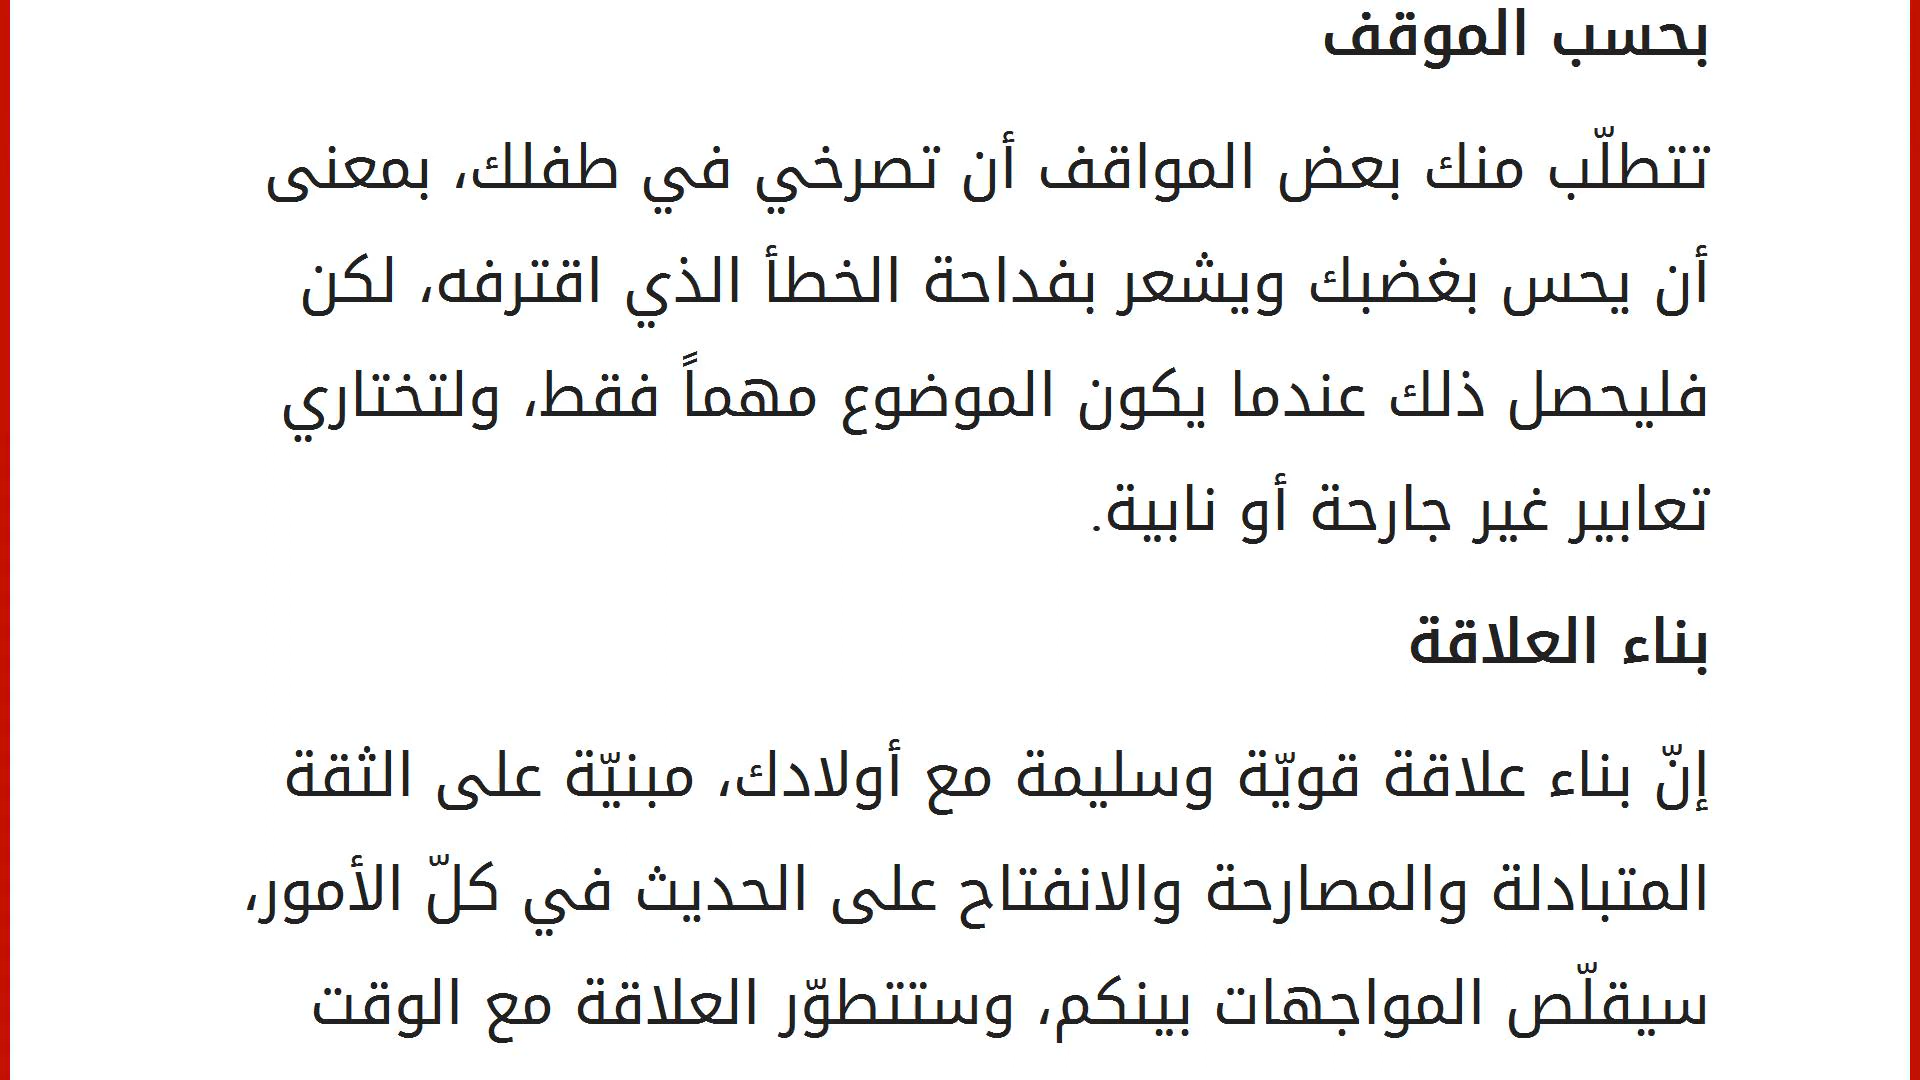 بحسب الموقف
تتطلّب منك بعض المواقف أن تصرخي في طفلك، بمعنى
أن يحس بغضبك ويشعر بفداحة الخطأ الذي اقترفه، لكن
فليحصل ذلك عندما يكون الموضوع مهماً فقط، ولتختاري
تعابير غير جارحة أو نابية.
بناء العلاقة
إنّ بناء علاقة قويّة وسليمة مع أولادك، مبنيّة على الثقة
المتبادلة والمصارحة والانفتاح على الحديث في كلّ الأمور،
سيقلّص المواجهات بينكم، وستتطوّر العلاقة مع الوقت